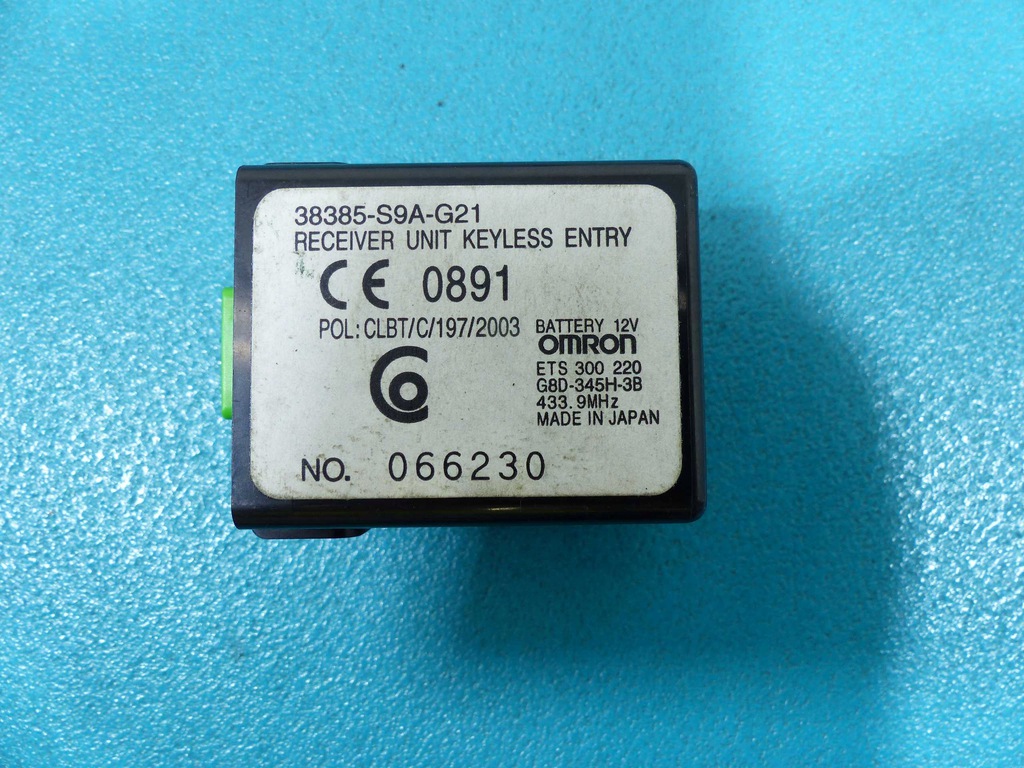 38385-S9A-G21
RECEIVER UNIT KEYLESS ENTRY
CE 0891
POL: CLBT/C/197/2003
BATTERY 12V
OMRON
ETS 300 220
G8D-345H-3B
433.9MHz
MADE IN JAPAN
NO. 066230